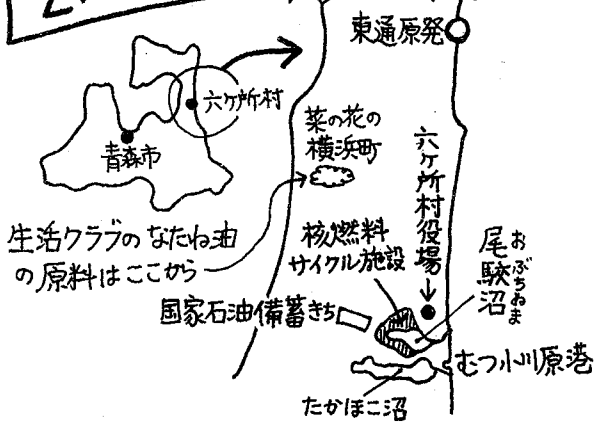 東通原発
六ヶ所村
青森市
菜の花の
横浜町
六ヶ所村役場
生活クラブのなたね油
の原料はここから
核燃料
サイクル施設
尾駮沼
おぶちぬま
国家石油備蓄きち
むつ小川原港
たかほこ沼